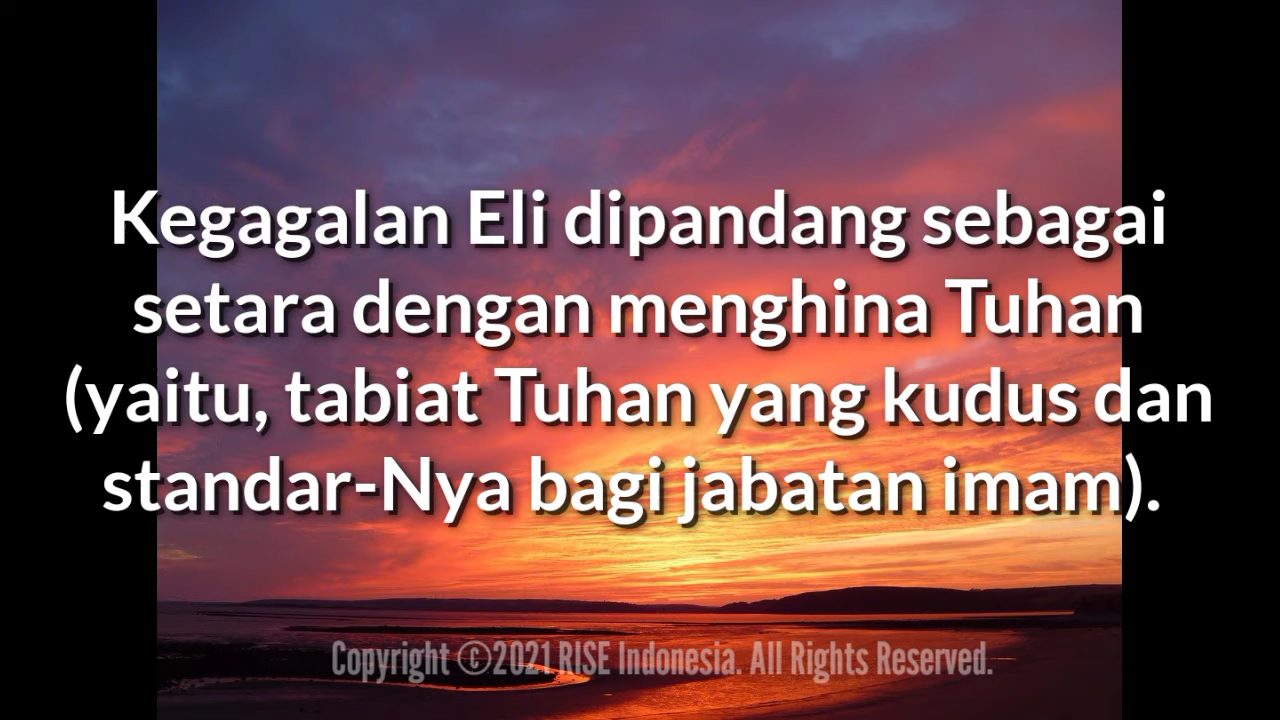 Kegagalan Eli dipandang sebagai
setara dengan menghina Tuhan
(yaitu, tabiat Tuhan yang kudus dan
standar-Nya bagi jabatan imam).
Copyright ©2021 RISE Indonesia. All Rights Reserved.